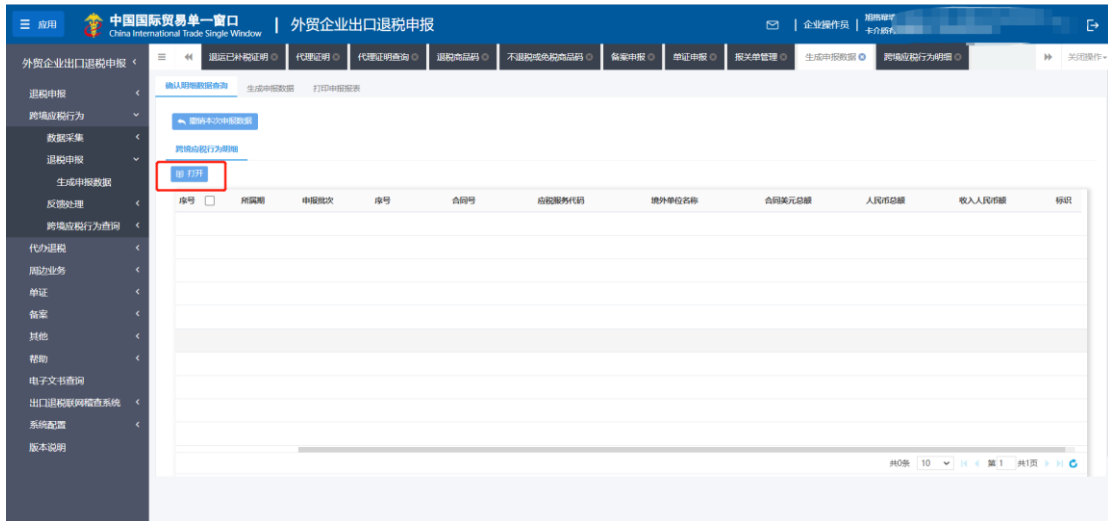 应用
中国国际贸易单一窗口
China International Trade Single Window
外贸企业出口退税申报
企业操作员
外贸企业出口退税申报
退运已补税证明
代理证明
代理证明查询
退税商品码
不退税或免税商品码
备案申报
单证申报
报关单管理
生成申报数据
跨境应税行为明细
关闭操作
退税申报
跨境应税行为
数据采集
退税申报
生成申报数据
反馈处理
跨境应税行为查询
代办退税
周边业务
单证
备案
其他
帮助
电子文书查询
出口退税联网稽查系统
系统配置
版本说明
确认明细数据查询
生成申报数据
打印申报报表
撤销本次申报数据
跨境应税行为明细
打开
序号 所属期 申报批次 序号 合同号 应税服务代码 境外单位名称 合同美元总额 人民币总额 收入人民币额 标识
共0条 10 第 1 共1页